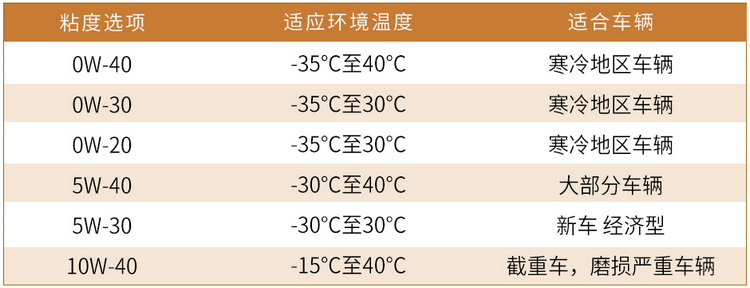 粘度选项 适应环境温度 适合车辆
0W-40 -35°C至40°C 寒冷地区车辆
0W-30 -35°C至30°C 寒冷地区车辆
0W-20 -35°C至30°C 寒冷地区车辆
5W-40 -30°C至40°C 大部分车辆
5W-30 -30°C至30°C 新车 经济型
10W-40 -15°C至40°C 截重车，磨损严重车辆